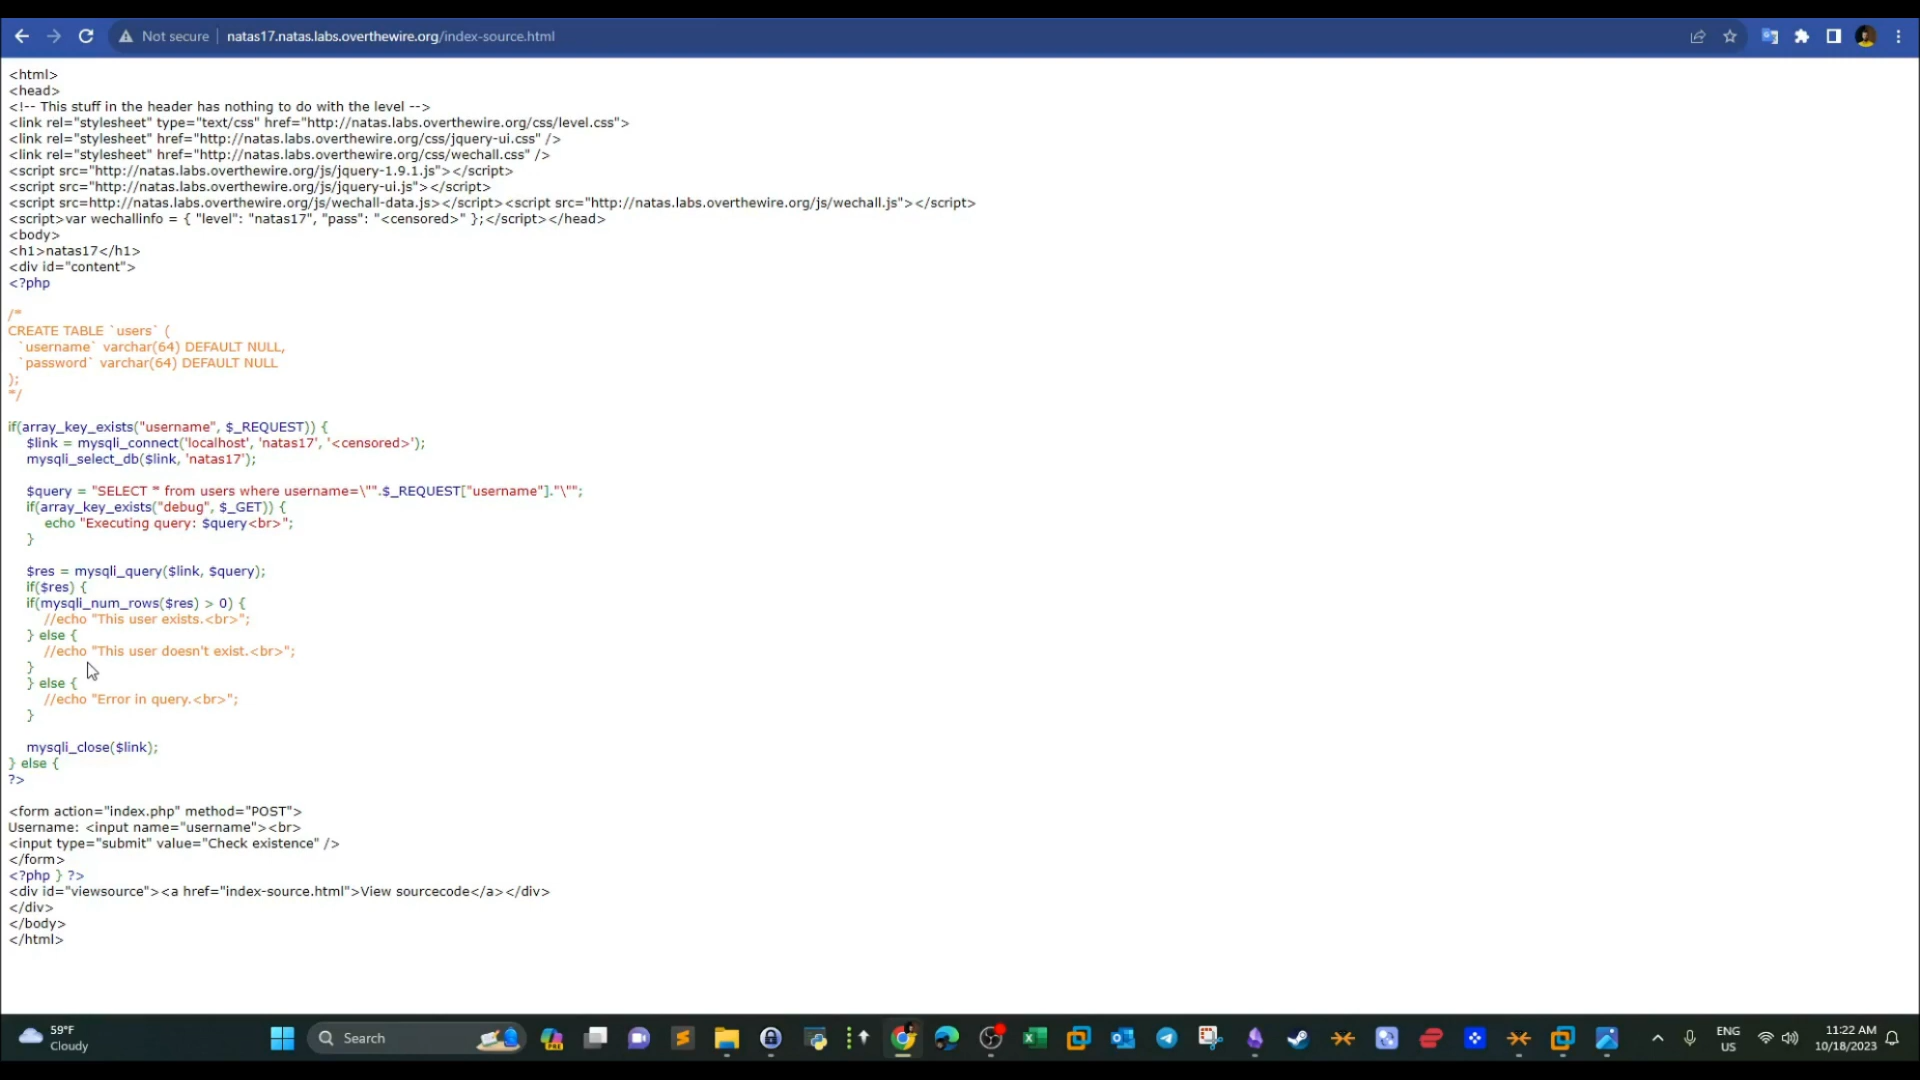 Not secure
natas17.natas.labs.overthewire.org/index-source.html
<html>
<head>
<!-- This stuff in the header has nothing to do with the level -->
<link rel="stylesheet" type="text/css" href="http://natas.labs.overthewire.org/css/level.css">
<link rel="stylesheet" href="http://natas.labs.overthewire.org/css/jquery-ui.css" />
<link rel="stylesheet" href="http://natas.labs.overthewire.org/css/wechall.css" />
<script src="http://natas.labs.overthewire.org/js/jquery-1.9.1.js"></script>
<script src="http://natas.labs.overthewire.org/js/jquery-ui.js"></script>
<script src=http://natas.labs.overthewire.org/js/wechall-data.js></script><script src="http://natas.labs.overthewire.org/js/wechall.js"></script>
<script>var wechallinfo = { "level": "natas17", "pass": "<censored>" };</script></head>
<body>
<h1>natas17</h1>
<div id="content">
<?php
/*
CREATE TABLE `users` (
`username` varchar(64) DEFAULT NULL,
`password` varchar(64) DEFAULT NULL
);
*/
if(array_key_exists("username", $_REQUEST)) {
$link = mysqli_connect('localhost', 'natas17', '<censored>');
mysqli_select_db($link, 'natas17');
$query = "SELECT * from users where username=\"".$_REQUEST["username"]."\"";
if(array_key_exists("debug", $_GET)) {
echo "Executing query: $query<br>";
}
$res = mysqli_query($link, $query);
if($res) {
if(mysqli_num_rows($res) > 0) {
//echo "This user exists.<br>";
} else {
//echo "This user doesn't exist.<br>";
}
} else {
//echo "Error in query.<br>";
}
mysqli_close($link);
} else {
?>
<form action="index.php" method="POST">
Username: <input name="username"><br>
<input type="submit" value="Check existence" />
</form>
<?php } ?>
<div id="viewsource"><a href="index-source.html">View sourcecode</a></div>
</div>
</body>
</html>
59°F
Cloudy
Search
ENG
US
11:22 AM
10/18/2023